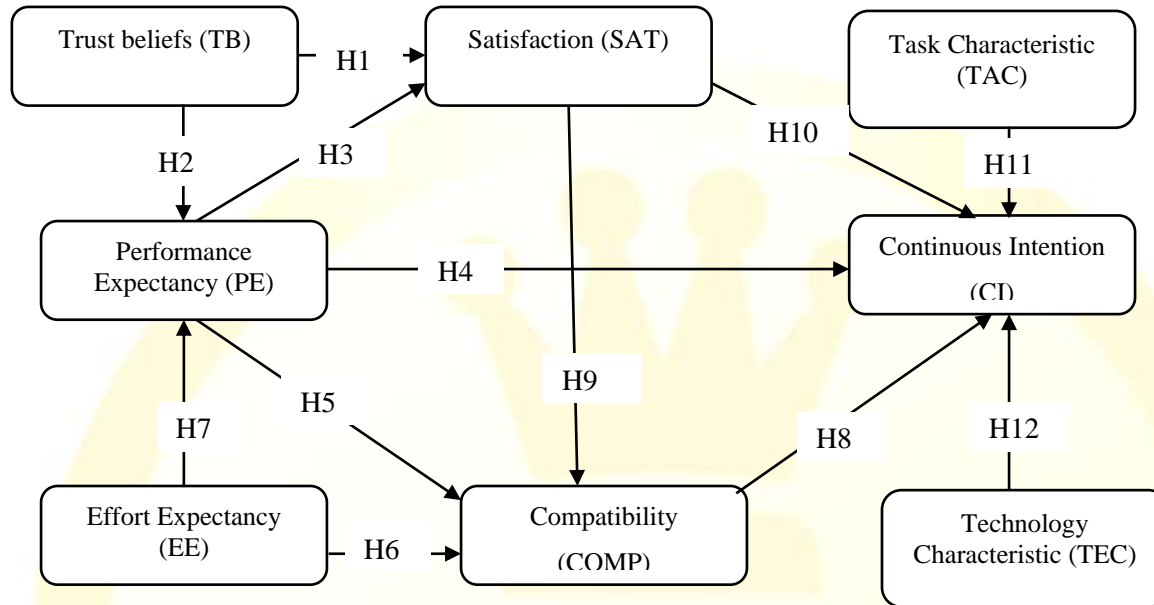 Trust beliefs (TB)
H1
Satisfaction (SAT)
Task Characteristic
(TAC)
H2
H3
H10
H11
Performance
Expectancy (PE)
H4
Continuous Intention
(CI)
H5
H9
H7
H8
H12
Effort Expectancy
(EE)
H6
Compatibility
(COMP)
Technology
Characteristic (TEC)